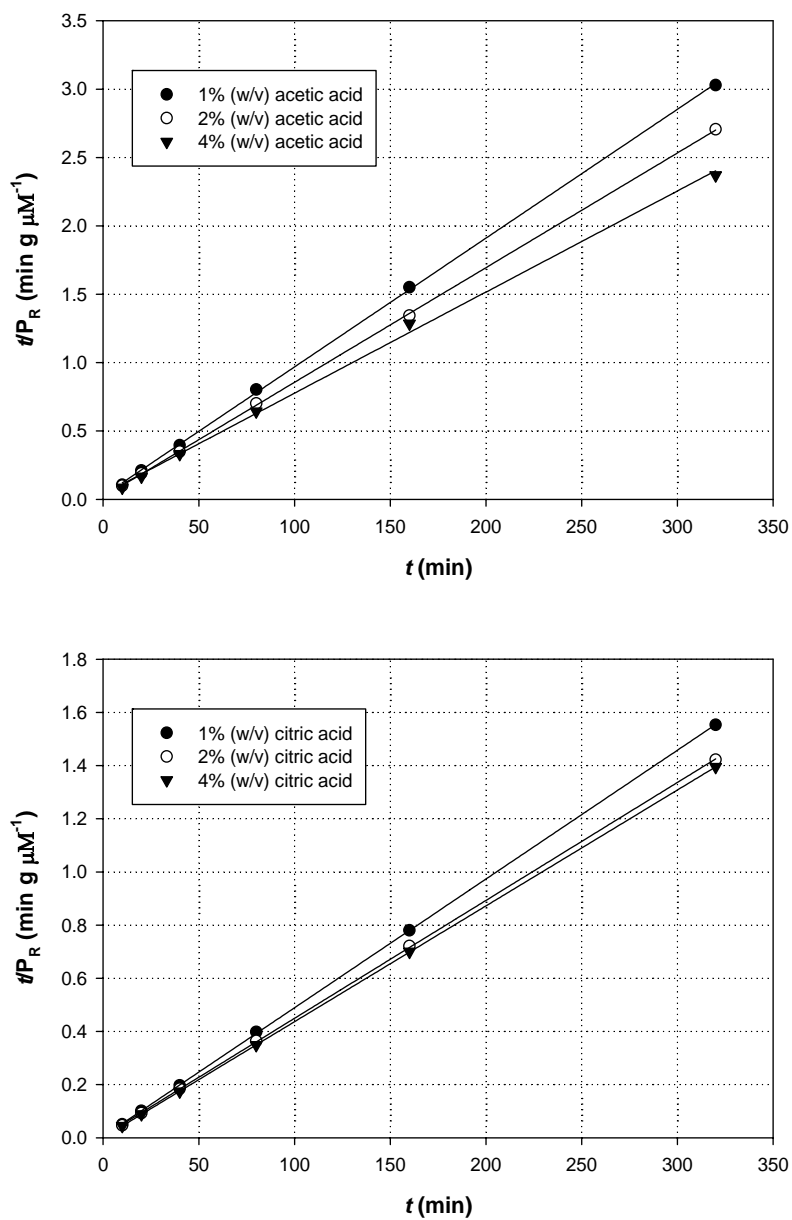 3.5
3.0
2.5
2.0
1.5
1.0
0.5
0.0
t/P_R (min g μM⁻¹)
1% (w/v) acetic acid
2% (w/v) acetic acid
4% (w/v) acetic acid
0 50 100 150 200 250 300 350
t (min)
1.8
1.6
1.4
1.2
1.0
0.8
0.6
0.4
0.2
0.0
t/P_R (min g μM⁻¹)
1% (w/v) citric acid
2% (w/v) citric acid
4% (w/v) citric acid
0 50 100 150 200 250 300 350
t (min)